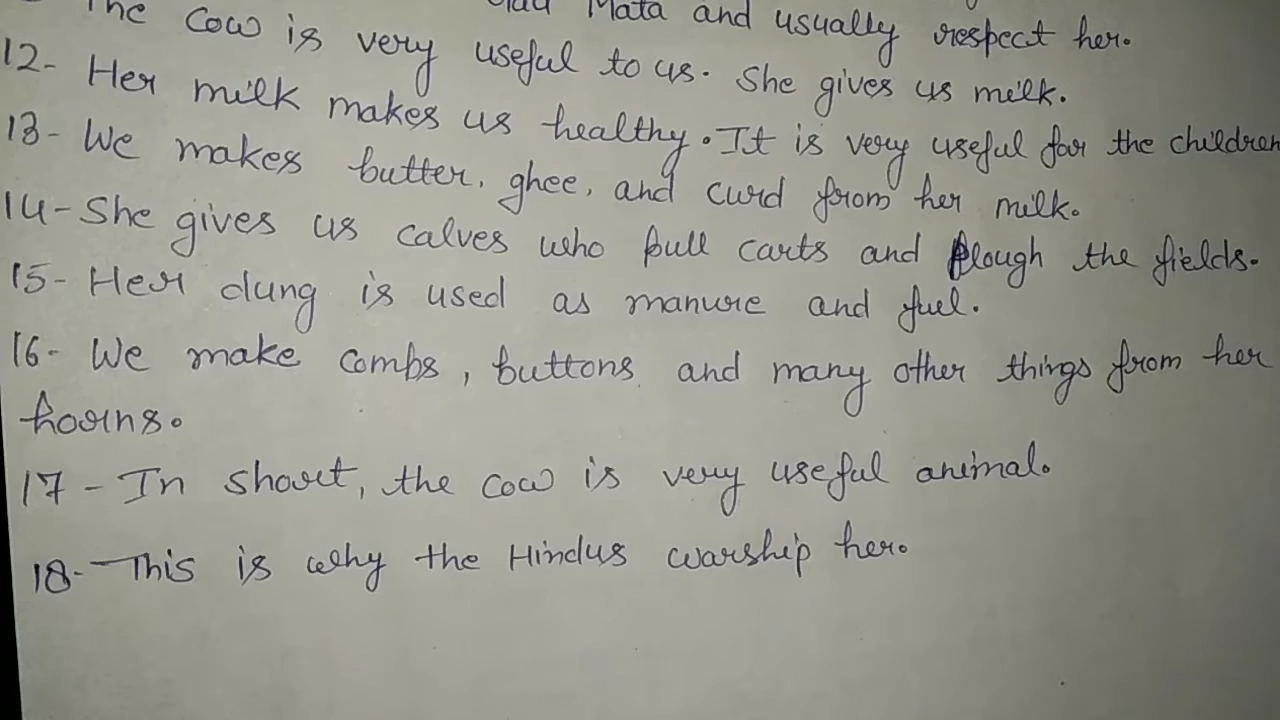 Mata and usually respect her.
The cow is very useful to us. She gives us milk.
12- Her milk makes us healthy. It is very useful for the children
13- We makes butter, ghee, and curd from her milk.
14- She gives us calves who pull carts and plough the fields.
15- Her dung is used as manure and fuel.
16- We make combs, buttons and many other things from her
horns.
17- In short, the cow is very useful animal.
18- This is why the Hindus warship her.